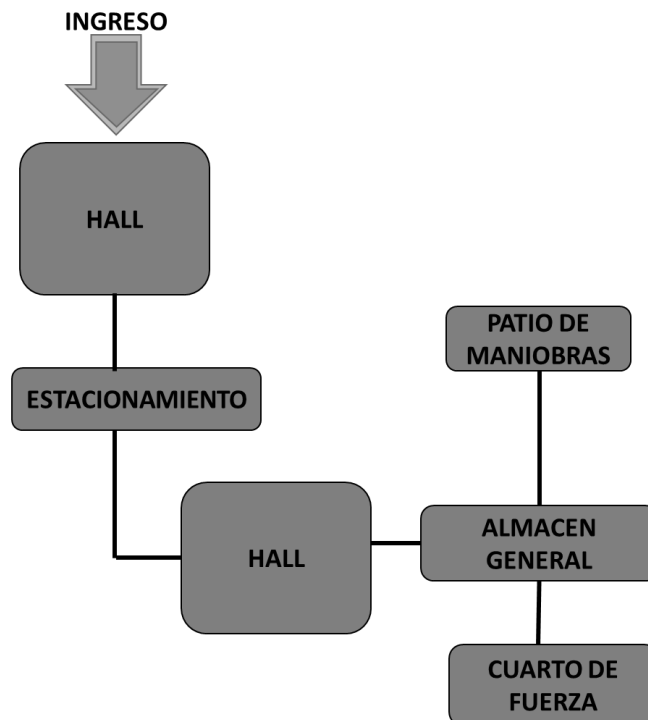 INGRESO
HALL
PATIO DE
MANIOBRAS
ESTACIONAMIENTO
HALL
ALMACEN
GENERAL
CUARTO DE
FUERZA